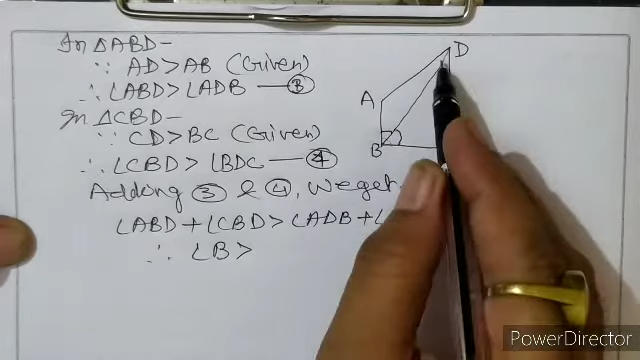 In △ABD-
∵ AD>AB (Given)
∴ ∠ABD>∠ADB — ③
In △CBD-
∵ CD>BC (Given)
∴ ∠CBD>∠BDC — ④
Adding ③ & ④, We get-
∠ABD+∠CBD>∠ADB+∠
∴ ∠B>
D
A
B
PowerDirector